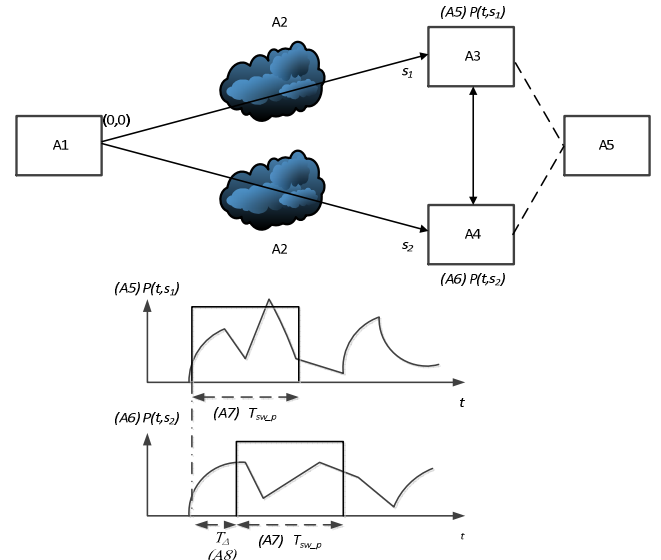 A2
(A5) P(t,s1)
A3
s1
(0,0)
A1
A5
A4
s2
A2
(A6) P(t,s2)
(A5) P(t,s1)
t
(A7) Tsw_p
(A6) P(t,s2)
TΔ
(A8)
(A7) Tsw_p
t